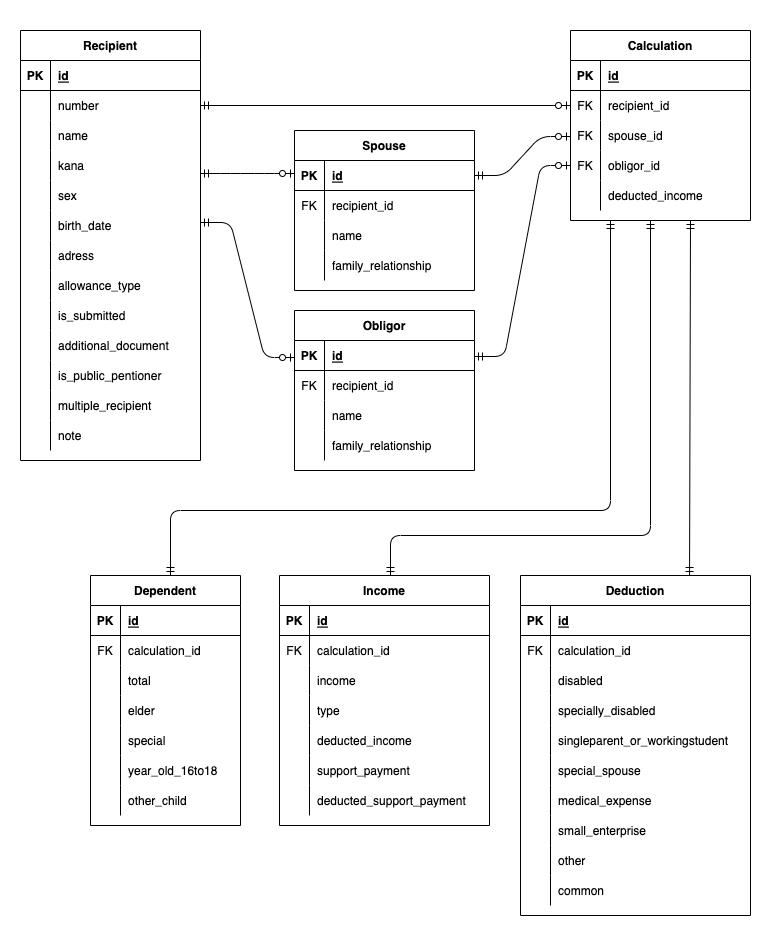 Recipient
PK id
number
name
kana
sex
birth_date
adress
allowance_type
is_submitted
additional_document
is_public_pentioner
multiple_recipient
note
Spouse
PK id
FK recipient_id
name
family_relationship
Obligor
PK id
FK recipient_id
name
family_relationship
Calculation
PK id
FK recipient_id
FK spouse_id
FK obligor_id
deducted_income
Dependent
PK id
FK calculation_id
total
elder
special
year_old_16to18
other_child
Income
PK id
FK calculation_id
income
type
deducted_income
support_payment
deducted_support_payment
Deduction
PK id
FK calculation_id
disabled
specially_disabled
singleparent_or_workingstudent
special_spouse
medical_expense
small_enterprise
other
common